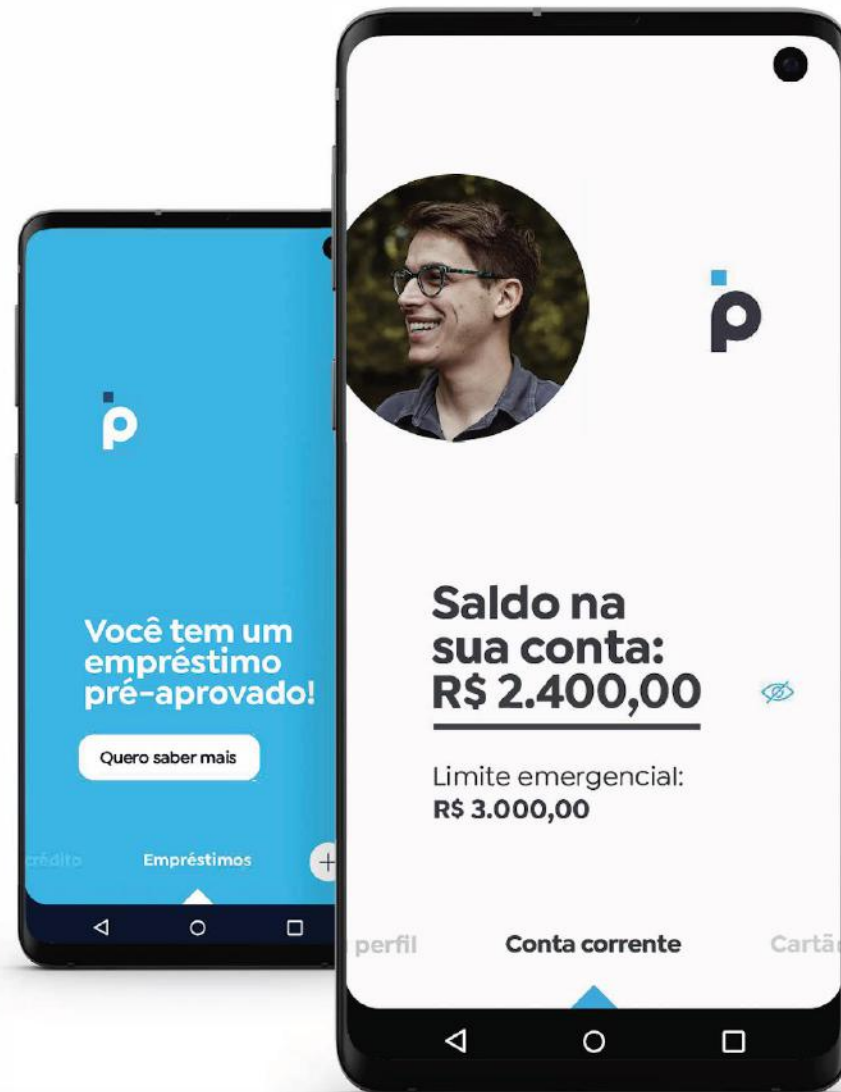 Você tem um
empréstimo
pré-aprovado!
Quero saber mais
crédito
Empréstimos
Saldo na
sua conta:
R$ 2.400,00
Limite emergencial:
R$ 3.000,00
perfil
Conta corrente
Cartã